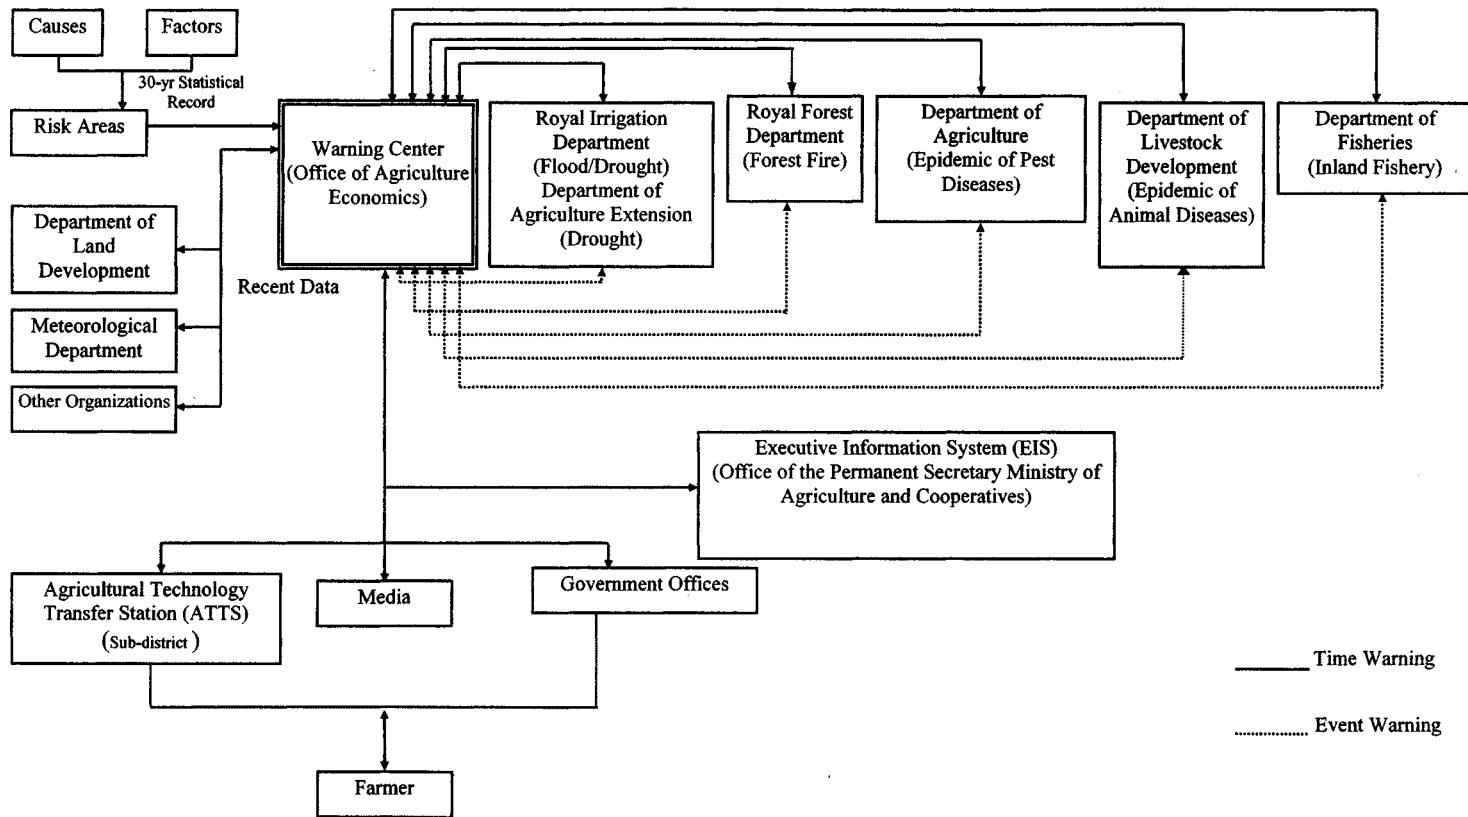 Causes
Factors
30-yr Statistical
Record
Risk Areas
Warning Center
(Office of Agriculture
Economics)
Royal Irrigation
Department
(Flood/Drought)
Department of
Agriculture Extension
(Drought)
Royal Forest
Department
(Forest Fire)
Department of
Agriculture
(Epidemic of Pest
Diseases)
Department of
Livestock
Development
(Epidemic of
Animal Diseases)
Department of
Fisheries
(Inland Fishery)
Department of
Land
Development
Recent Data
Meteorological
Department
Other Organizations
Executive Information System (EIS)
(Office of the Permanent Secretary Ministry of
Agriculture and Cooperatives)
Agricultural Technology
Transfer Station (ATTS)
(Sub-district )
Media
Government Offices
Time Warning
Event Warning
Farmer